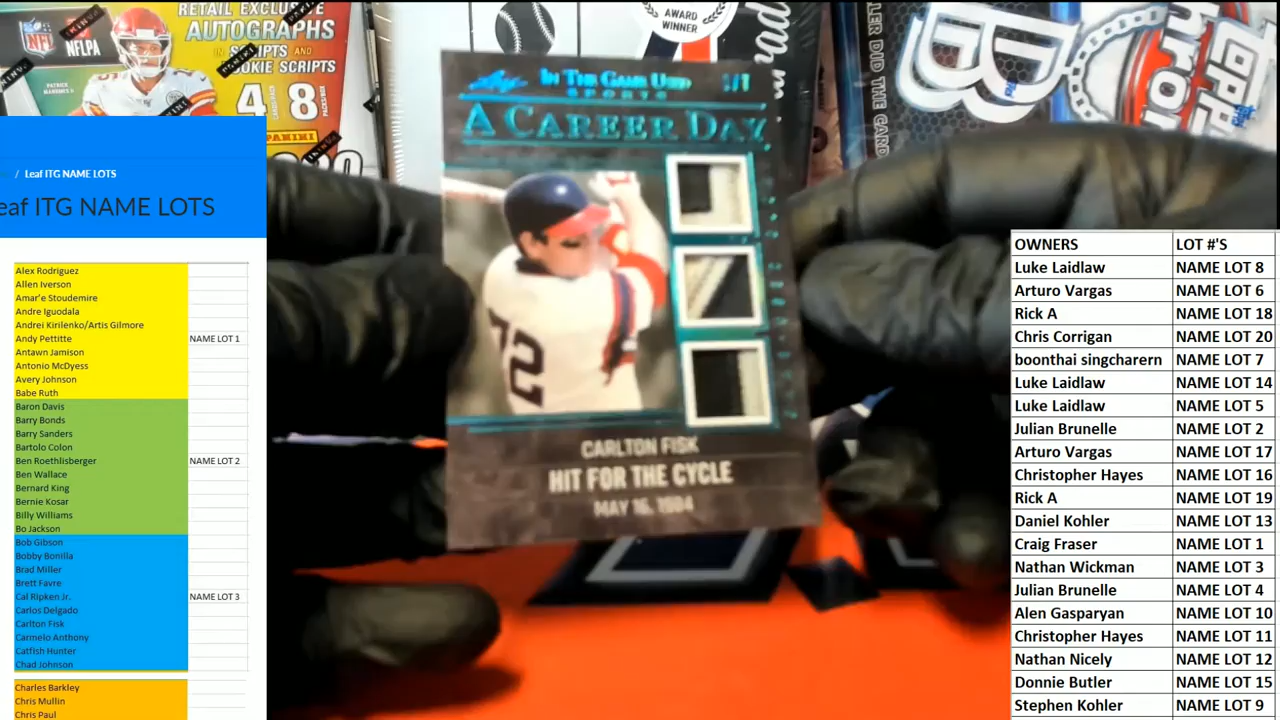 RETAIL EXCLUSIVE
AUTOGRAPHS
IN SCRIPTS AND
ROOKIE SCRIPTS
NFL
NFLPA
PATRICK
4
8
PANINI
AWARD
WINNER
LER DID THE CARD
/ Leaf ITG NAME LOTS
eaf ITG NAME LOTS
Alex Rodriguez
Allen Iverson
Amar'e Stoudemire
Andre Iguodala
Andrei Kirilenko/Artis Gilmore
Andy Pettitte NAME LOT 1
Antawn Jamison
Antonio McDyess
Avery Johnson
Babe Ruth
Baron Davis
Barry Bonds
Barry Sanders
Bartolo Colon
Ben Roethlisberger NAME LOT 2
Ben Wallace
Bernard King
Bernie Kosar
Billy Williams
Bo Jackson
Bob Gibson
Bobby Bonilla
Brad Miller
Brett Favre
Cal Ripken Jr. NAME LOT 3
Carlos Delgado
Carlton Fisk
Carmelo Anthony
Catfish Hunter
Chad Johnson
Charles Barkley
Chris Mullin
Chris Paul
IN THE GAME USED
SPORTS
1/1
A CAREER DAY
72
CARLTON FISK
HIT FOR THE CYCLE
MAY 16, 1984
OWNERS LOT #'S
Luke Laidlaw NAME LOT 8
Arturo Vargas NAME LOT 6
Rick A NAME LOT 18
Chris Corrigan NAME LOT 20
boonthai singcharern NAME LOT 7
Luke Laidlaw NAME LOT 14
Luke Laidlaw NAME LOT 5
Julian Brunelle NAME LOT 2
Arturo Vargas NAME LOT 17
Christopher Hayes NAME LOT 16
Rick A NAME LOT 19
Daniel Kohler NAME LOT 13
Craig Fraser NAME LOT 1
Nathan Wickman NAME LOT 3
Julian Brunelle NAME LOT 4
Alen Gasparyan NAME LOT 10
Christopher Hayes NAME LOT 11
Nathan Nicely NAME LOT 12
Donnie Butler NAME LOT 15
Stephen Kohler NAME LOT 9